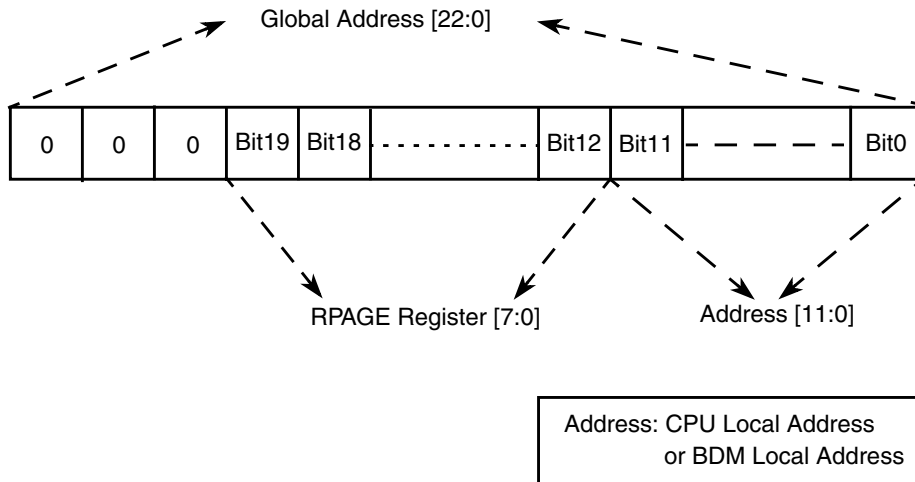 Global Address [22:0]
0 0 0 Bit19 Bit18 Bit12 Bit11 Bit0
RPAGE Register [7:0] Address [11:0]
Address: CPU Local Address
or BDM Local Address